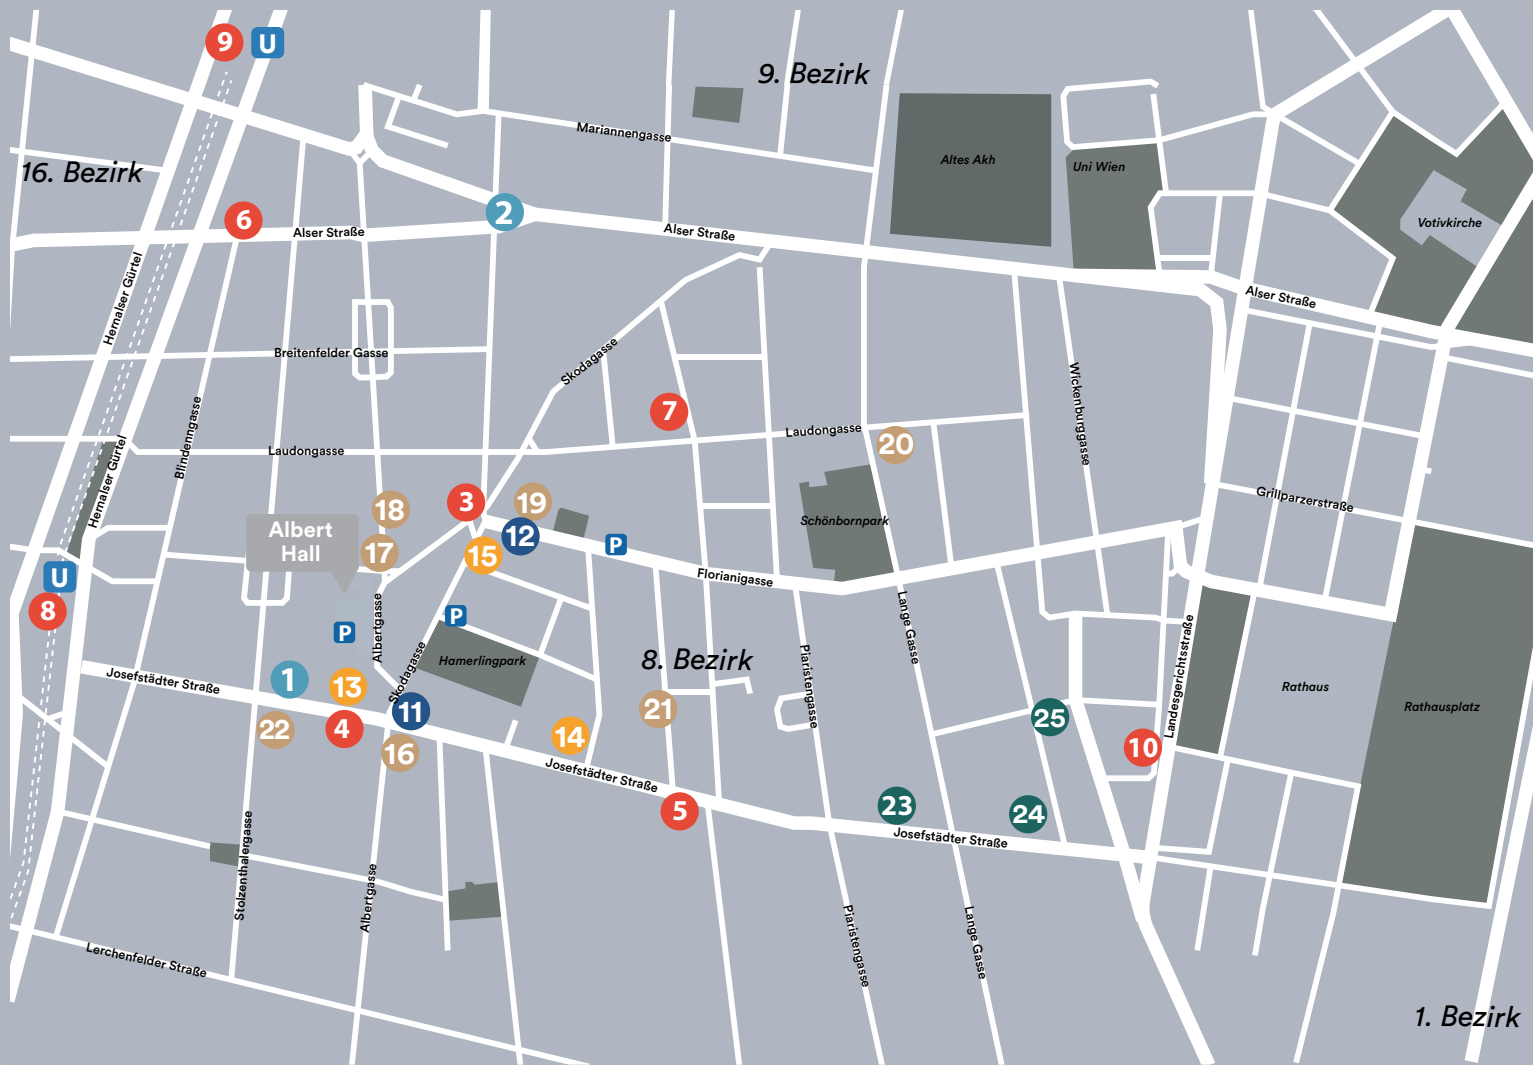 9
U
9. Bezirk
Mariannengasse
Altes Akh
Uni Wien
16. Bezirk
6
2
Alser Straße
Alser Straße
Votivkirche
Hernalser Gürtel
Alser Straße
Breitenfelder Gasse
Skodagasse
Wickenburggasse
7
Blindenngasse
Laudongasse
Laudongasse
20
Hernalser Gürtel
Grillparzerstraße
18
3
19
Schönbornpark
Albert
Hall
12
17
15
P
Florianigasse
U
8
P
P
Albertgasse
Lange Gasse
Skodagasse
Hamerlingpark
8. Bezirk
Piaristengasse
Landesgerichtsstraße
Josefstädter Straße
1
13
Rathaus
Rathausplatz
11
21
25
22
4
16
14
10
Josefstädter Straße
5
23
24
Josefstädter Straße
Stolzenthalergasse
Albertgasse
Piaristengasse
Lange Gasse
Lerchenfelder Straße
1. Bezirk